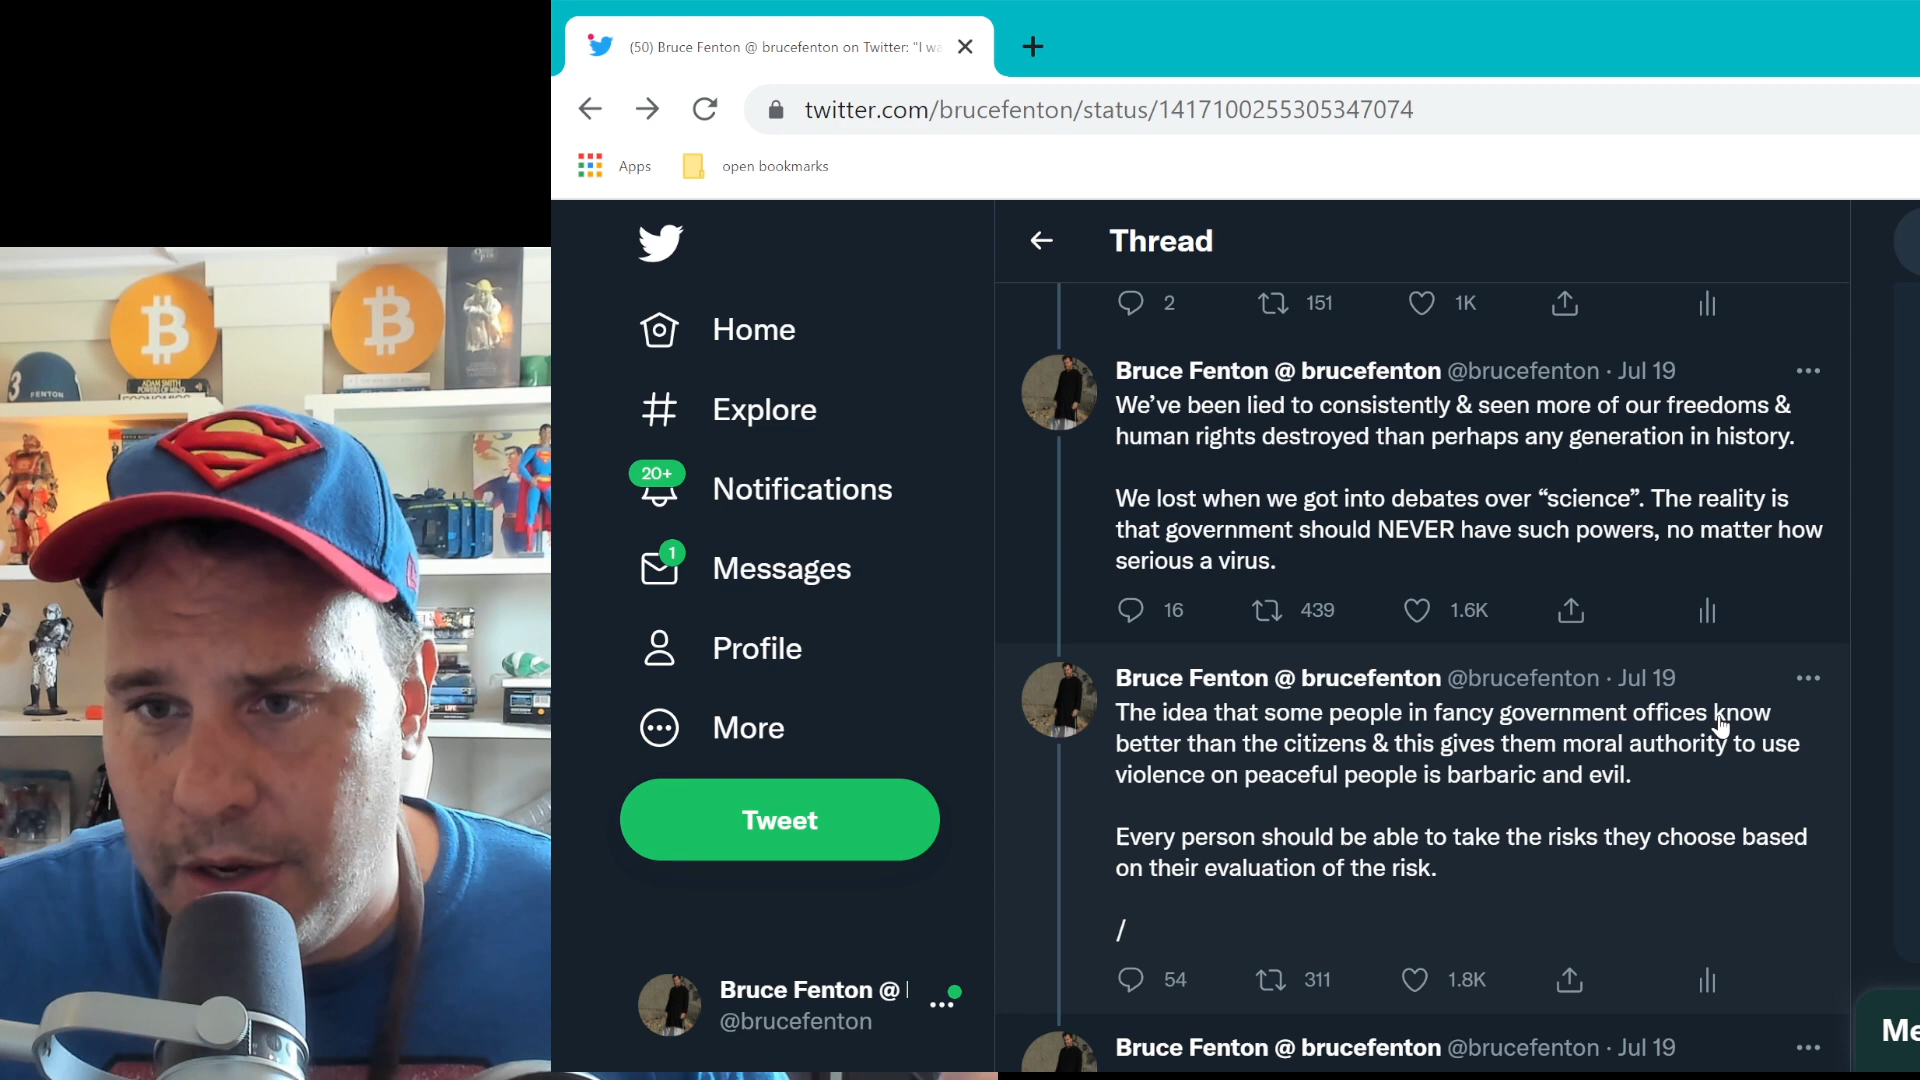 (50) Bruce Fenton @ brucefenton on Twitter: "I wa
twitter.com/brucefenton/status/1417100255305347074
Apps
open bookmarks
Home
Explore
20+
Notifications
1
Messages
Profile
More
Tweet
Bruce Fenton @
@brucefenton
Thread
2 151 1K
Bruce Fenton @ brucefenton @brucefenton · Jul 19
We've been lied to consistently & seen more of our freedoms &
human rights destroyed than perhaps any generation in history.
We lost when we got into debates over “science”. The reality is
that government should NEVER have such powers, no matter how
serious a virus.
16 439 1.6K
Bruce Fenton @ brucefenton @brucefenton · Jul 19
The idea that some people in fancy government offices know
better than the citizens & this gives them moral authority to use
violence on peaceful people is barbaric and evil.
Every person should be able to take the risks they choose based
on their evaluation of the risk.
/
54 311 1.8K
Bruce Fenton @ brucefenton @brucefenton · Jul 19
Me
3
FENTON
ADAM SMITH
ECONOMICS
LIFE